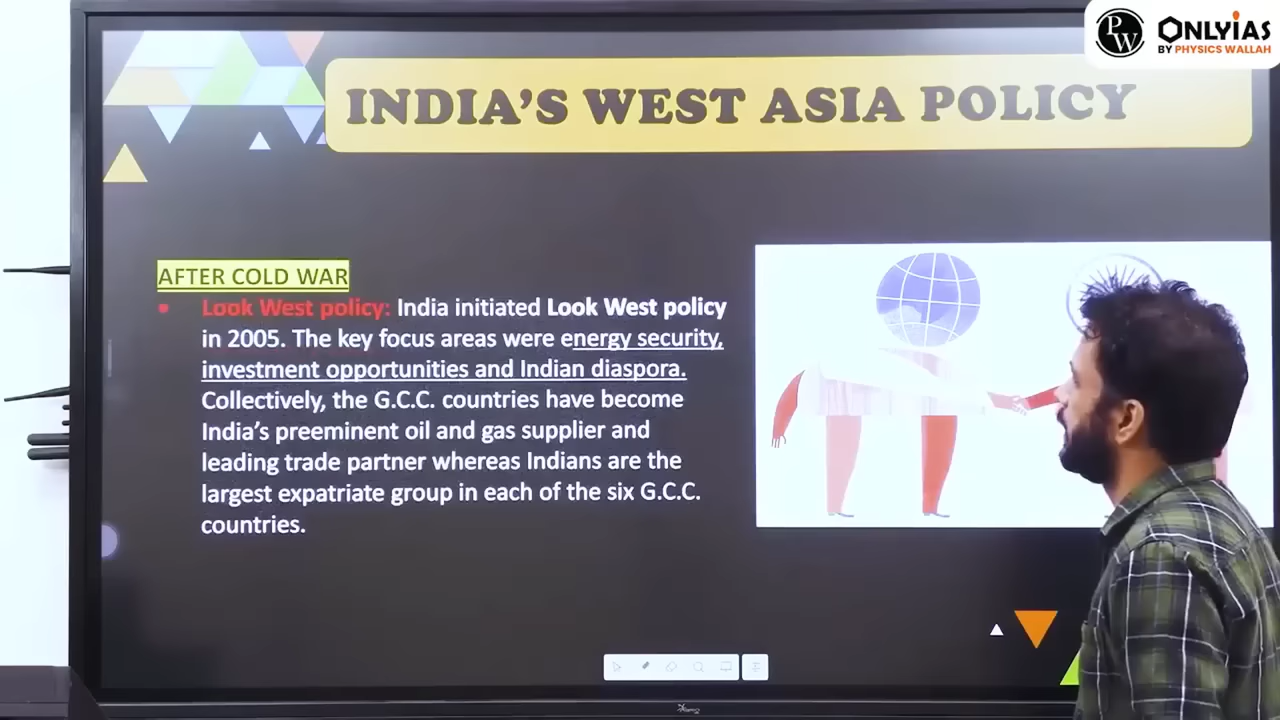 PW
ONLYIAS
BY PHYSICS WALLAH
INDIA'S WEST ASIA POLICY
AFTER COLD WAR
• Look West policy: India initiated Look West policy
in 2005. The key focus areas were energy security,
investment opportunities and Indian diaspora.
Collectively, the G.C.C. countries have become
India's preeminent oil and gas supplier and
leading trade partner whereas Indians are the
largest expatriate group in each of the six G.C.C.
countries.